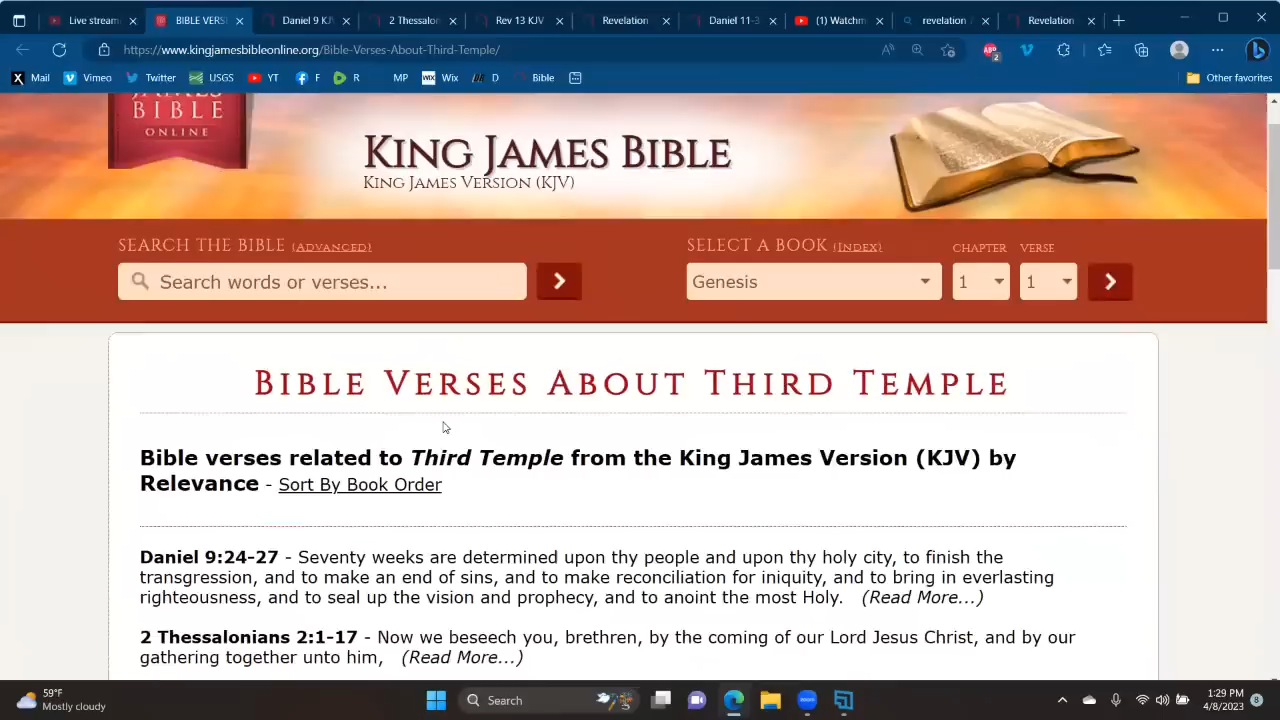 Live stream
BIBLE VERS
Daniel 9 KJ
2 Thessalon
Rev 13 KJV
Revelation
Daniel 11-3
(1) Watchm
revelation /
Revelation
https://www.kingjamesbibleonline.org/Bible-Verses-About-Third-Temple/
ABP
2
X Mail
Vimeo
Twitter
USGS
YT
F
R
MP
WIX Wix
D
Bible
Other favorites
JAMES
BIBLE
ONLINE
KING JAMES BIBLE
KING JAMES VERSION (KJV)
SEARCH THE BIBLE (ADVANCED)
SELECT A BOOK (INDEX)
CHAPTER
VERSE
Search words or verses...
Genesis
1
1
BIBLE VERSES ABOUT THIRD TEMPLE
Bible verses related to Third Temple from the King James Version (KJV) by
Relevance - Sort By Book Order
Daniel 9:24-27 - Seventy weeks are determined upon thy people and upon thy holy city, to finish the
transgression, and to make an end of sins, and to make reconciliation for iniquity, and to bring in everlasting
righteousness, and to seal up the vision and prophecy, and to anoint the most Holy. (Read More...)
2 Thessalonians 2:1-17 - Now we beseech you, brethren, by the coming of our Lord Jesus Christ, and by our
gathering together unto him, (Read More...)
59°F
Mostly cloudy
Search
1:29 PM
4/8/2023
8